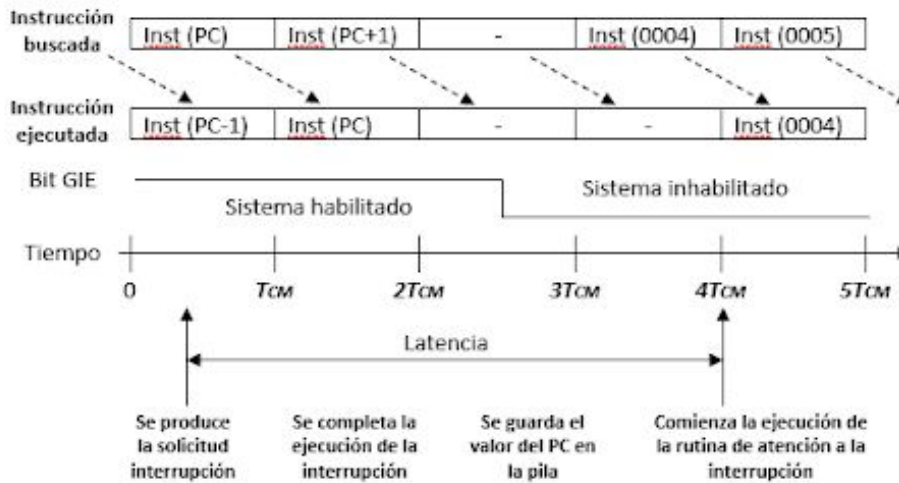 Instrucción buscada
Inst (PC) Inst (PC+1) - Inst (0004) Inst (0005)
Instrucción ejecutada
Inst (PC-1) Inst (PC) - - Inst (0004)
Bit GIE
Sistema habilitado
Sistema inhabilitado
Tiempo
0 TCM 2TCM 3TCM 4TCM 5TCM
Latencia
Se produce la solicitud interrupción
Se completa la ejecución de la interrupción
Se guarda el valor del PC en la pila
Comienza la ejecución de la rutina de atención a la interrupción